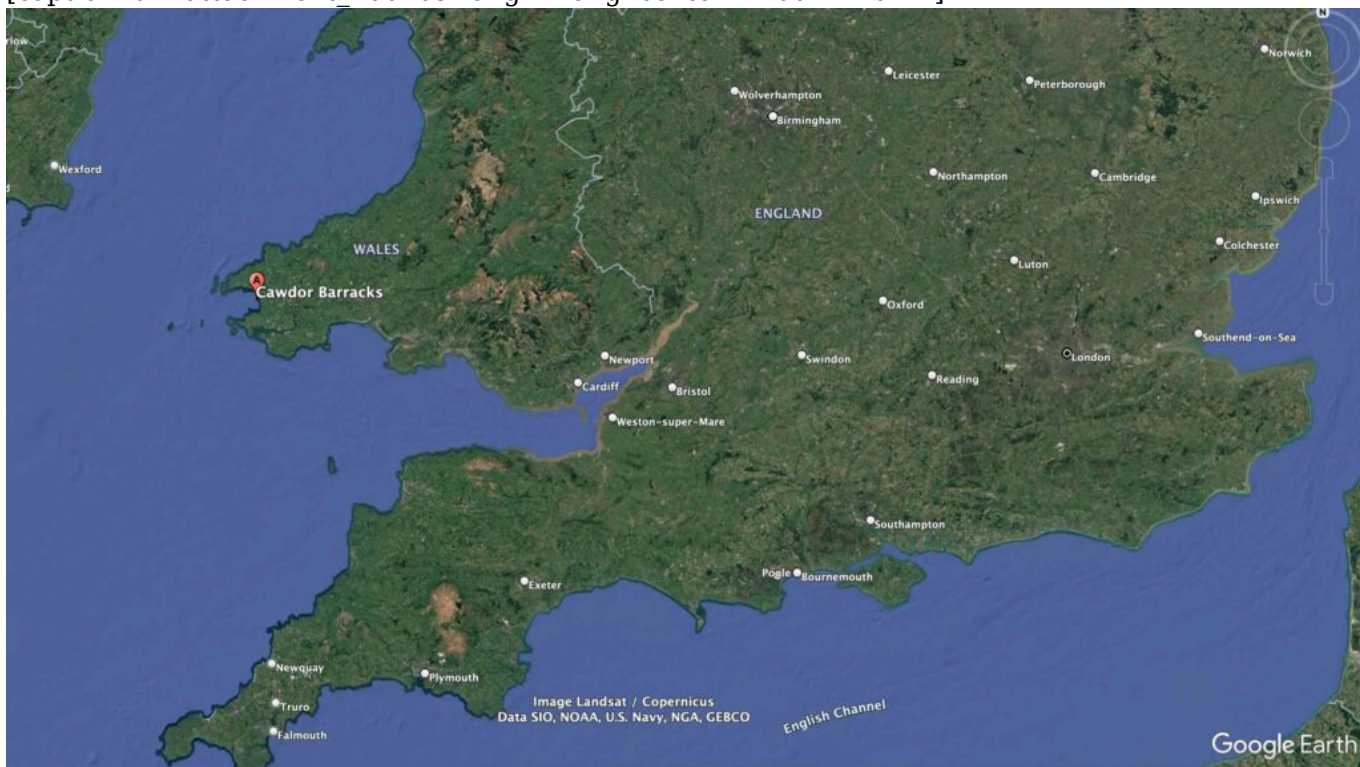 N
Norwich
Leicester
Peterborough
Wolverhampton
Birmingham
Wexford
Northampton
Cambridge
Ipswich
ENGLAND
WALES
Colchester
Luton
A
Cawdor Barracks
Oxford
Southend-on-Sea
Newport
Swindon
London
Cardiff
Bristol
Reading
Weston-super-Mare
Southampton
Bournemouth
Exeter
Newquay
Plymouth
Truro
Falmouth
Image Landsat / Copernicus
Data SIO, NOAA, U.S. Navy, NGA, GEBCO
English Channel
Google Earth